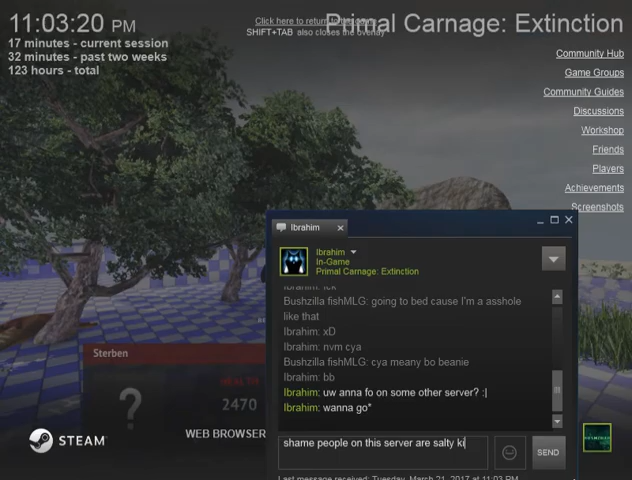 11:03:20 PM
17 minutes - current session
32 minutes - past two weeks
123 hours - total
Click here to return
SHIFT+TAB also closes the overlay
Primal Carnage: Extinction
Community Hub
Game Groups
Community Guides
Discussions
Workshop
Friends
Players
Achievements
Screenshots
Ibrahim
Ibrahim
In-Game
Primal Carnage: Extinction
Bushzilla fishMLG: going to bed cause I'm a asshole
like that
Ibrahim: xD
Ibrahim: nvm cya
Bushzilla fishMLG: cya meany bo beanie
Ibrahim: bb
Ibrahim: uw anna fo on some other server? :|
Ibrahim: wanna go*
Sterben
HEALTH
2470
?
STEAM
WEB BROWSER
shame people on this server are salty ki
SEND
Last message received: Tuesday, March 21, 2017 at 11:03 PM